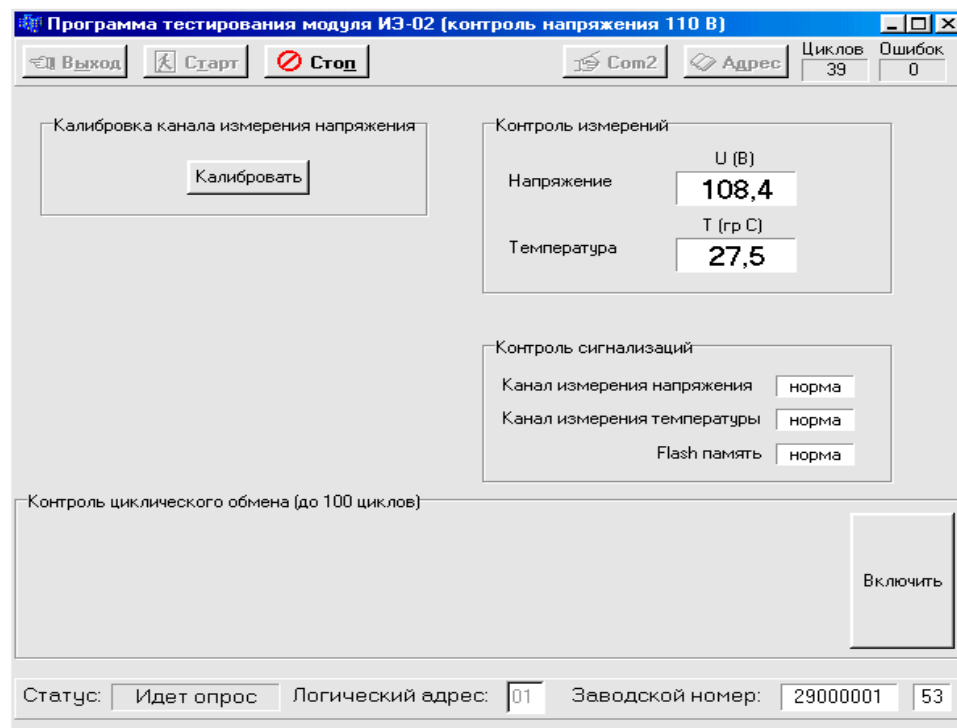 Программа тестирования модуля ИЭ-02 (контроль напряжения 110 В)
Выход Старт Стоп Com2 Адрес Циклов 39 Ошибок 0
Калибровка канала измерения напряжения
Калибровать
Контроль измерений
U (В)
Напряжение 108,4
T (гр С)
Температура 27,5
Контроль сигнализаций
Канал измерения напряжения норма
Канал измерения температуры норма
Flash память норма
Контроль циклического обмена (до 100 циклов)
Включить
Статус: Идет опрос Логический адрес: 01 Заводской номер: 29000001 53